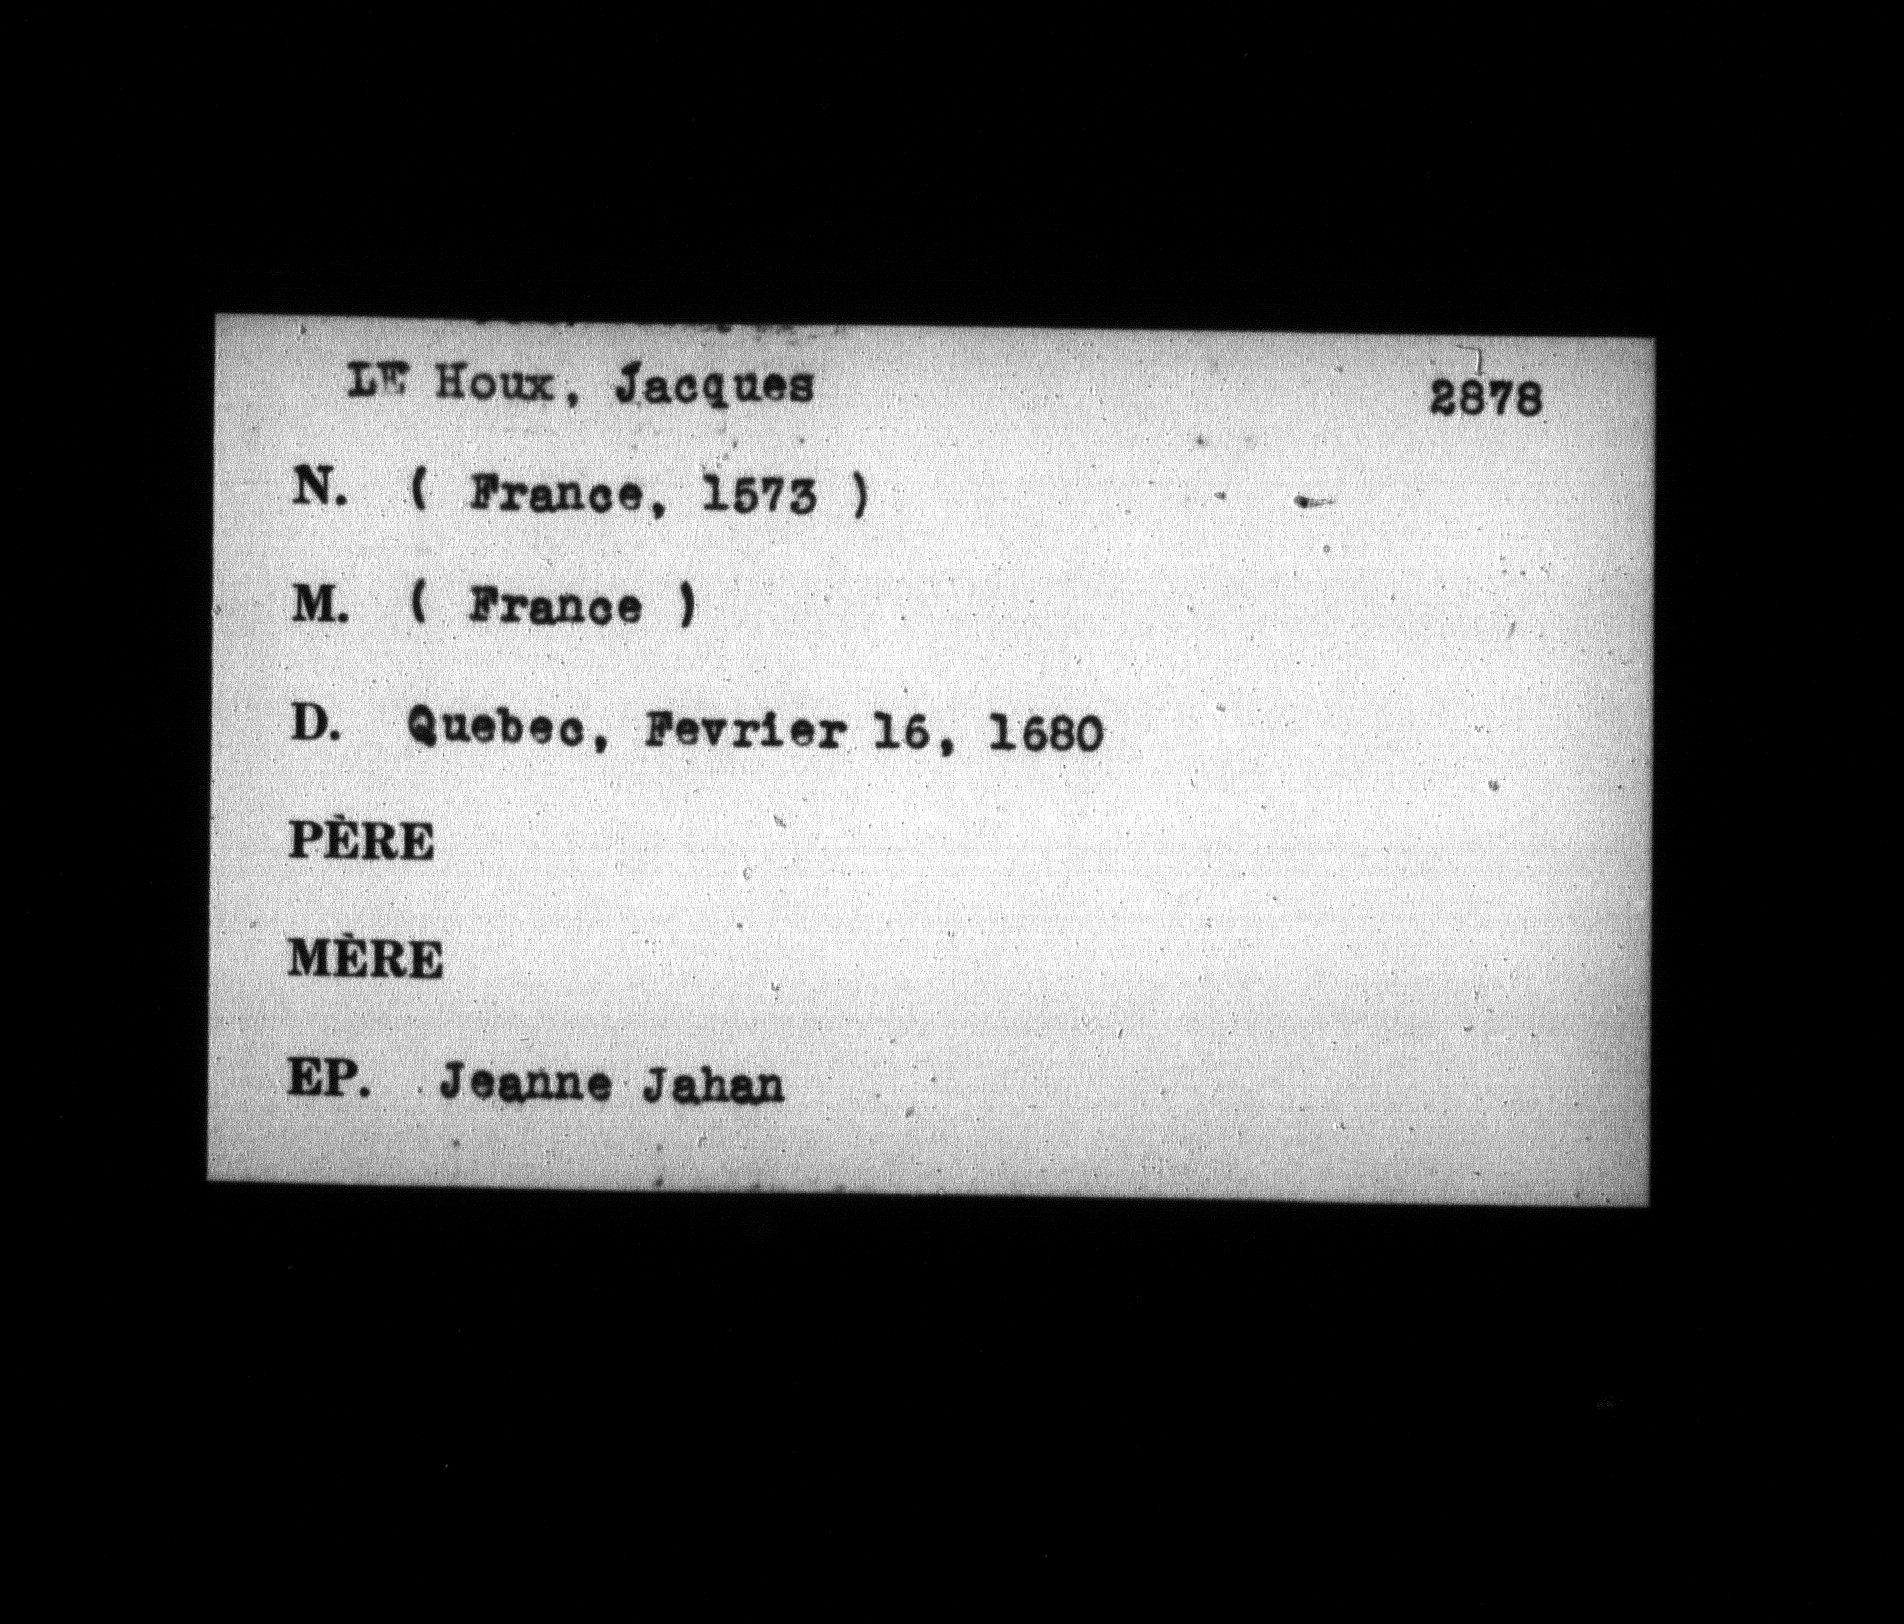 LE Houx, Jacques 2878
N. ( France, 1573 )
M. ( France )
D. Quebec, Fevrier 16, 1680
PÈRE
MÈRE
EP. Jeanne Jahan